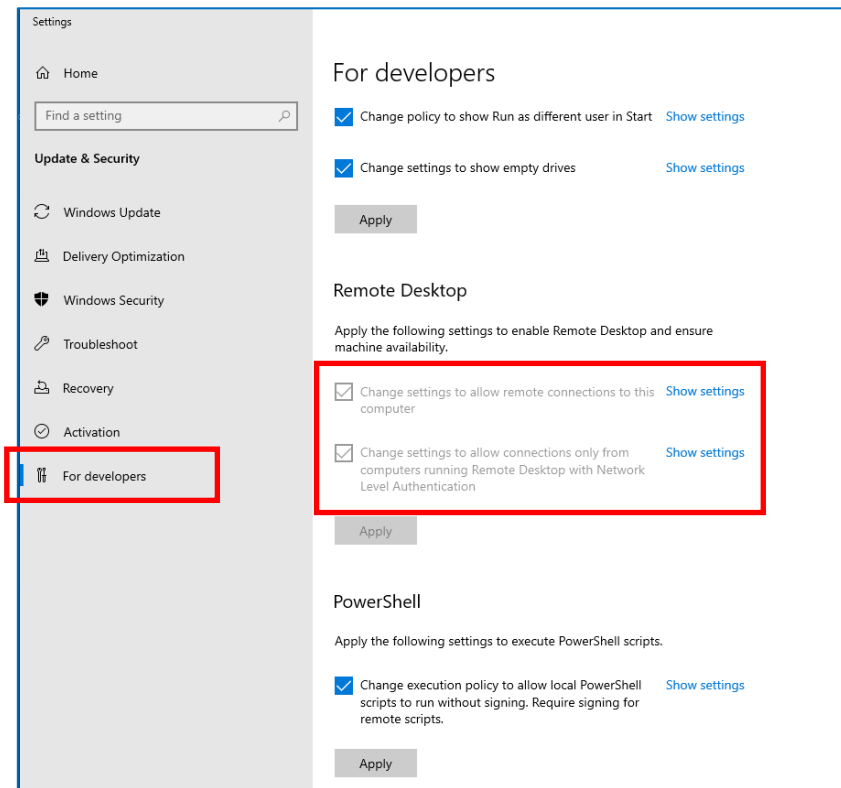 Settings
Home
Find a setting
Update & Security
Windows Update
Delivery Optimization
Windows Security
Troubleshoot
Recovery
Activation
For developers
For developers
Change policy to show Run as different user in Start Show settings
Change settings to show empty drives Show settings
Apply
Remote Desktop
Apply the following settings to enable Remote Desktop and ensure
machine availability.
Change settings to allow remote connections to this Show settings
computer
Change settings to allow connections only from Show settings
computers running Remote Desktop with Network
Level Authentication
Apply
PowerShell
Apply the following settings to execute PowerShell scripts.
Change execution policy to allow local PowerShell Show settings
scripts to run without signing. Require signing for
remote scripts.
Apply